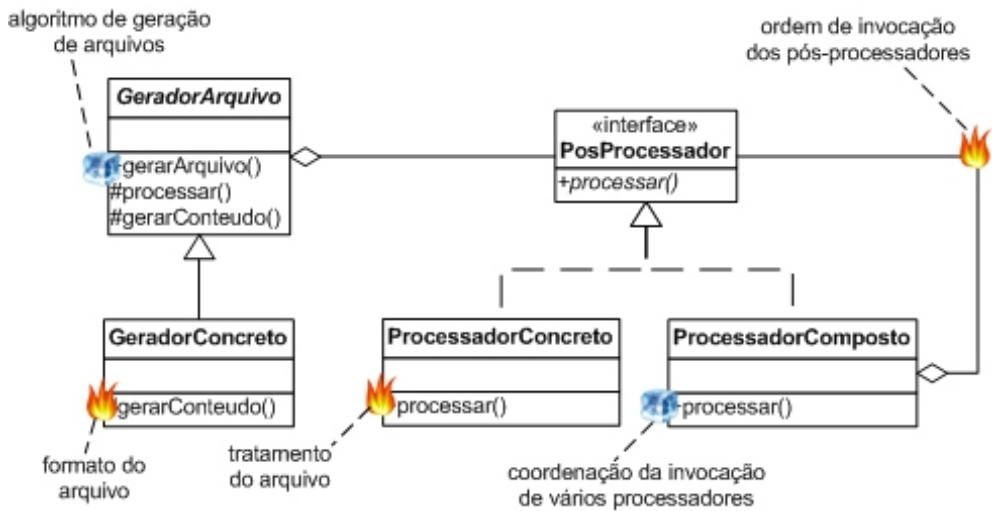 algoritmo de geração
de arquivos
ordem de invocação
dos pós-processadores
GeradorArquivo
gerarArquivo()
#processar()
#gerarConteudo()
«interface»
PosProcessador
+processar()
GeradorConcreto
gerarConteudo()
ProcessadorConcreto
processar()
ProcessadorComposto
processar()
formato do
arquivo
tratamento
do arquivo
coordenação da invocação
de vários processadores